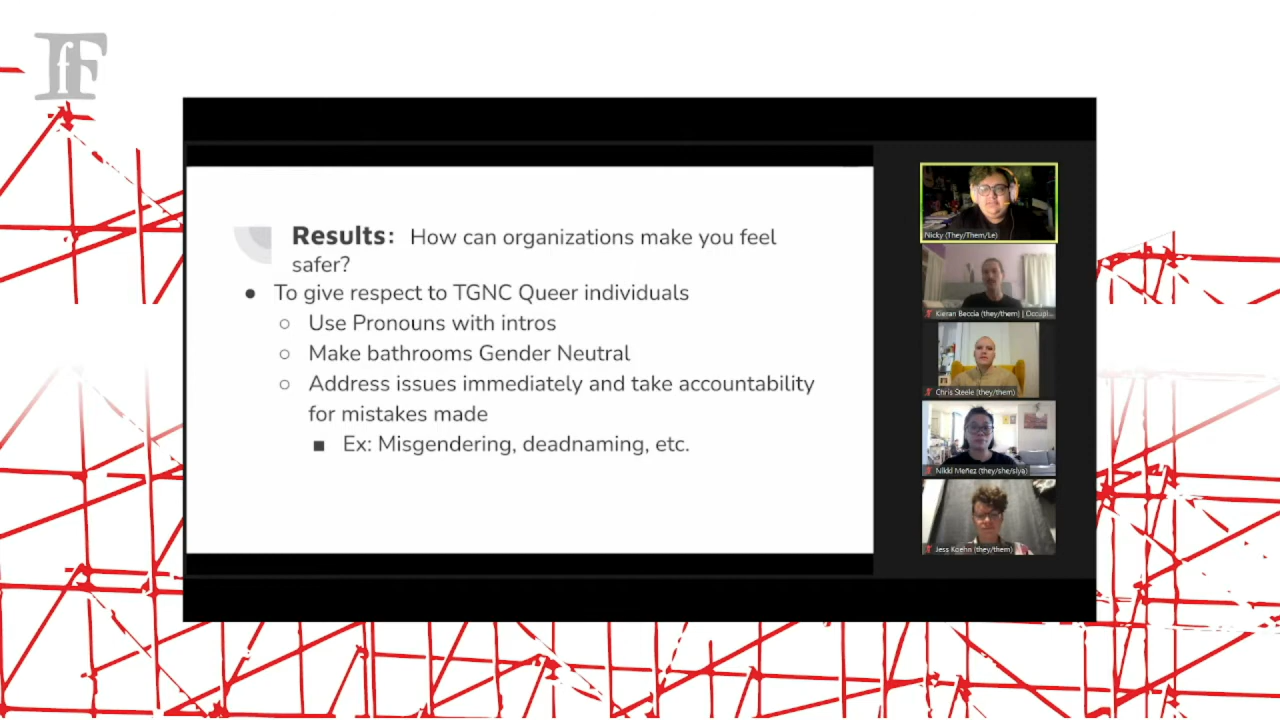 fF
Results: How can organizations make you feel
safer?
● To give respect to TGNC Queer individuals
○ Use Pronouns with intros
○ Make bathrooms Gender Neutral
○ Address issues immediately and take accountability
for mistakes made
■ Ex: Misgendering, deadnaming, etc.
Nicky (They/Them/Le)
Kieran Beccia (they/them) | Occupi...
Chris Steele (they/them)
Nikki Meñez (they/she/siya)
Jess Koehn (they/them)